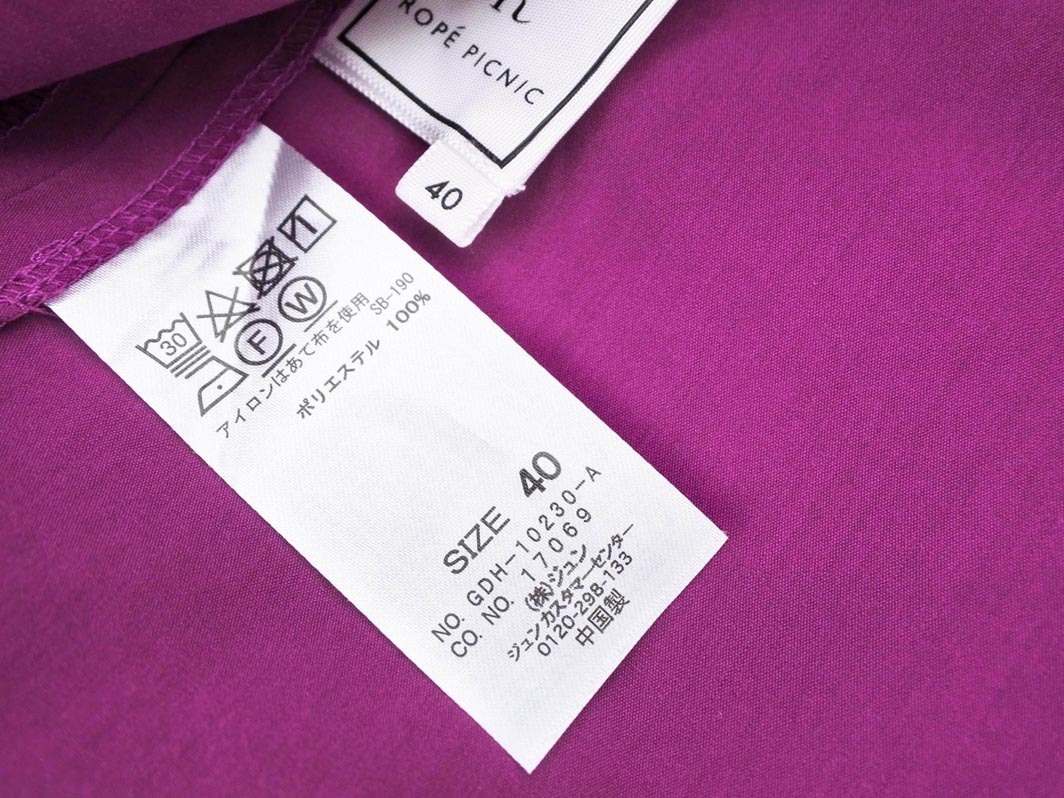 ROPÉ PICNIC
40
30
F W
アイロンはあて布を使用
SB-190
ポリエステル 100%
SIZE 40
NO. GDH-10230-A
CO. NO. 17069
(株)ジュン
ジュンカスタマーセンター
0120-298-133
中国製